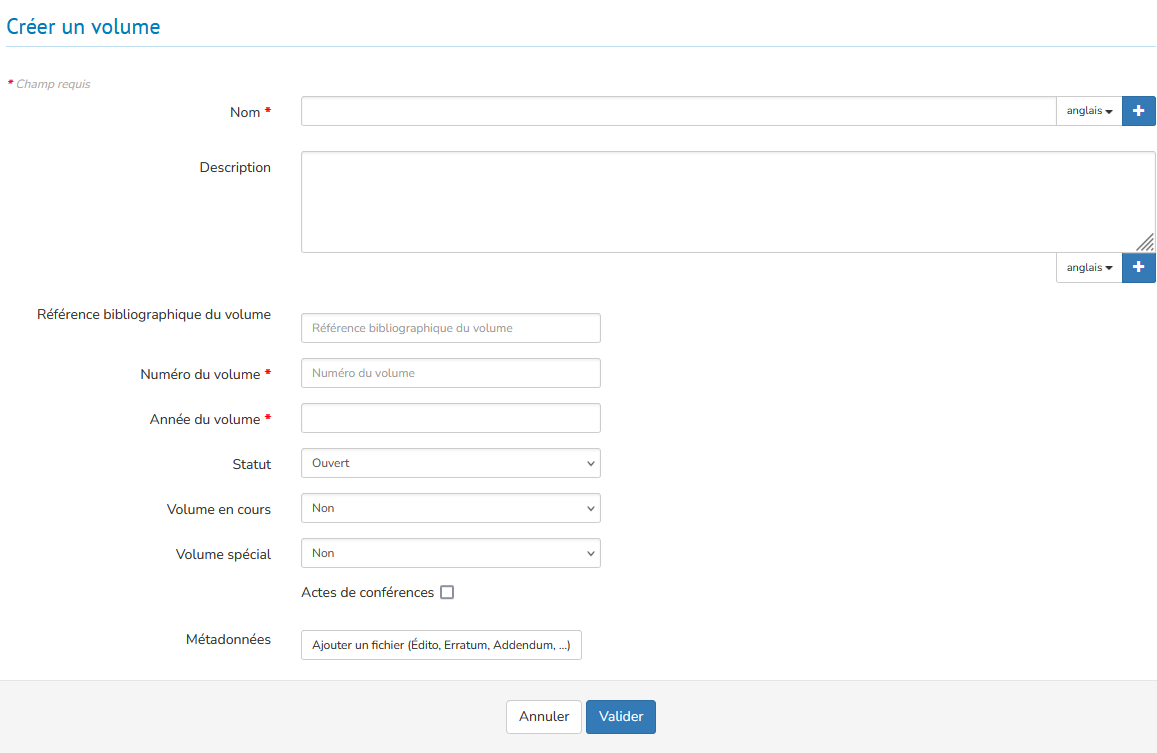 Créer un volume
* Champ requis
Nom *
anglais
Description
anglais
Référence bibliographique du volume
Référence bibliographique du volume
Numéro du volume *
Numéro du volume
Année du volume *
Statut
Ouvert
Volume en cours
Non
Volume spécial
Non
Actes de conférences
Métadonnées
Ajouter un fichier (Édito, Erratum, Addendum, ...)
Annuler
Valider